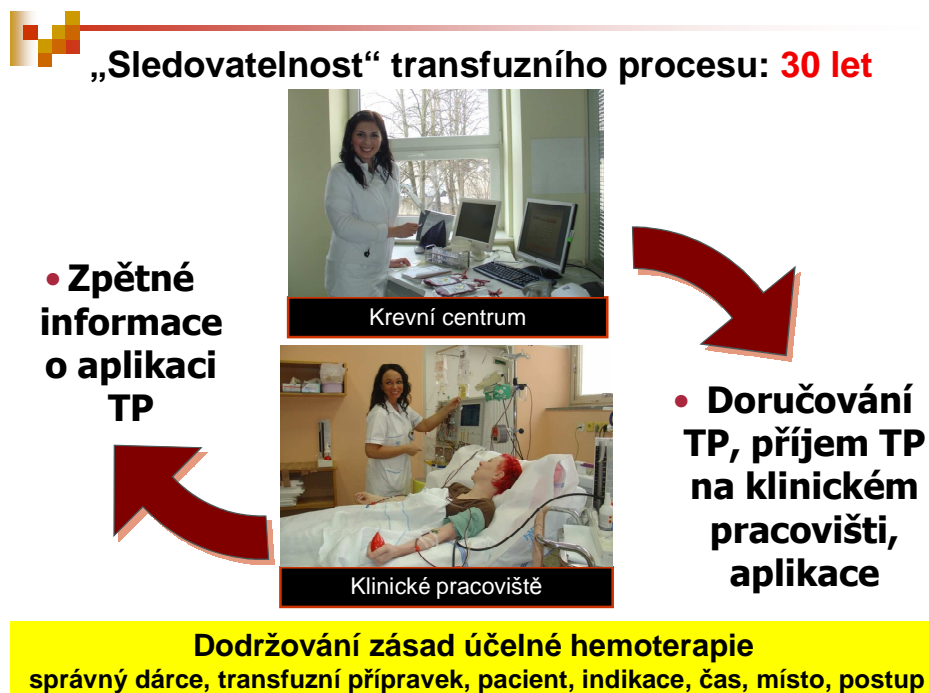 „Sledovatelnost“ transfuzního procesu: 30 let
Krevní centrum
• Zpětné
informace
o aplikaci
TP
• Doručování
TP, příjem TP
na klinickém
pracovišti,
aplikace
Klinické pracoviště
Dodržování zásad účelné hemoterapie
správný dárce, transfuzní přípravek, pacient, indikace, čas, místo, postup